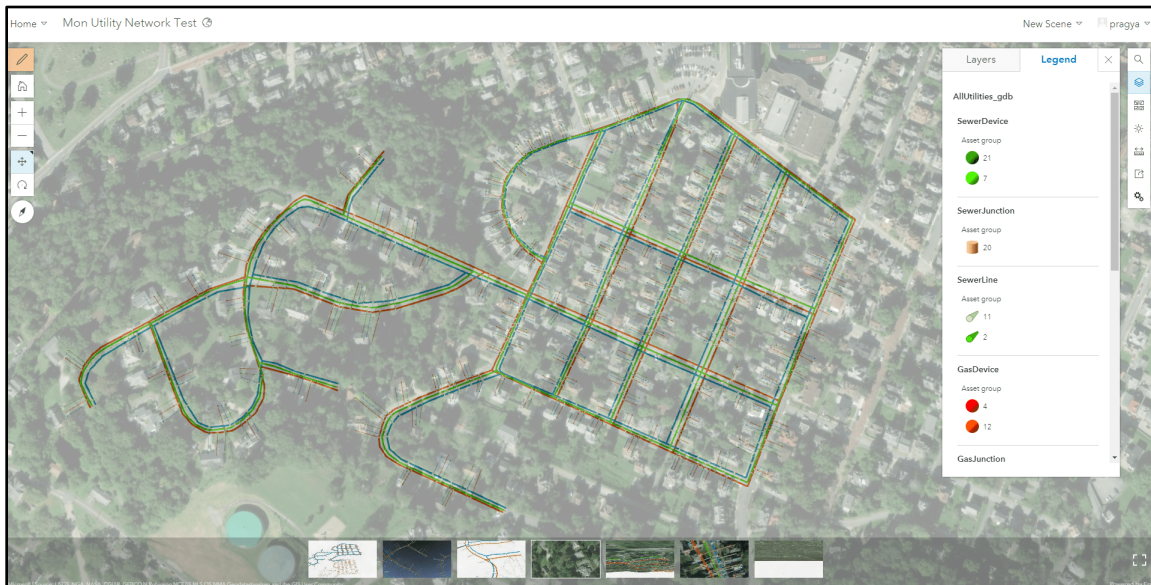 Home
Mon Utility Network Test
New Scene
pragya
Layers
Legend
AllUtilities_gdb
SewerDevice
Asset group
21
7
SewerJunction
Asset group
20
SewerLine
Asset group
11
2
GasDevice
Asset group
4
12
GasJunction